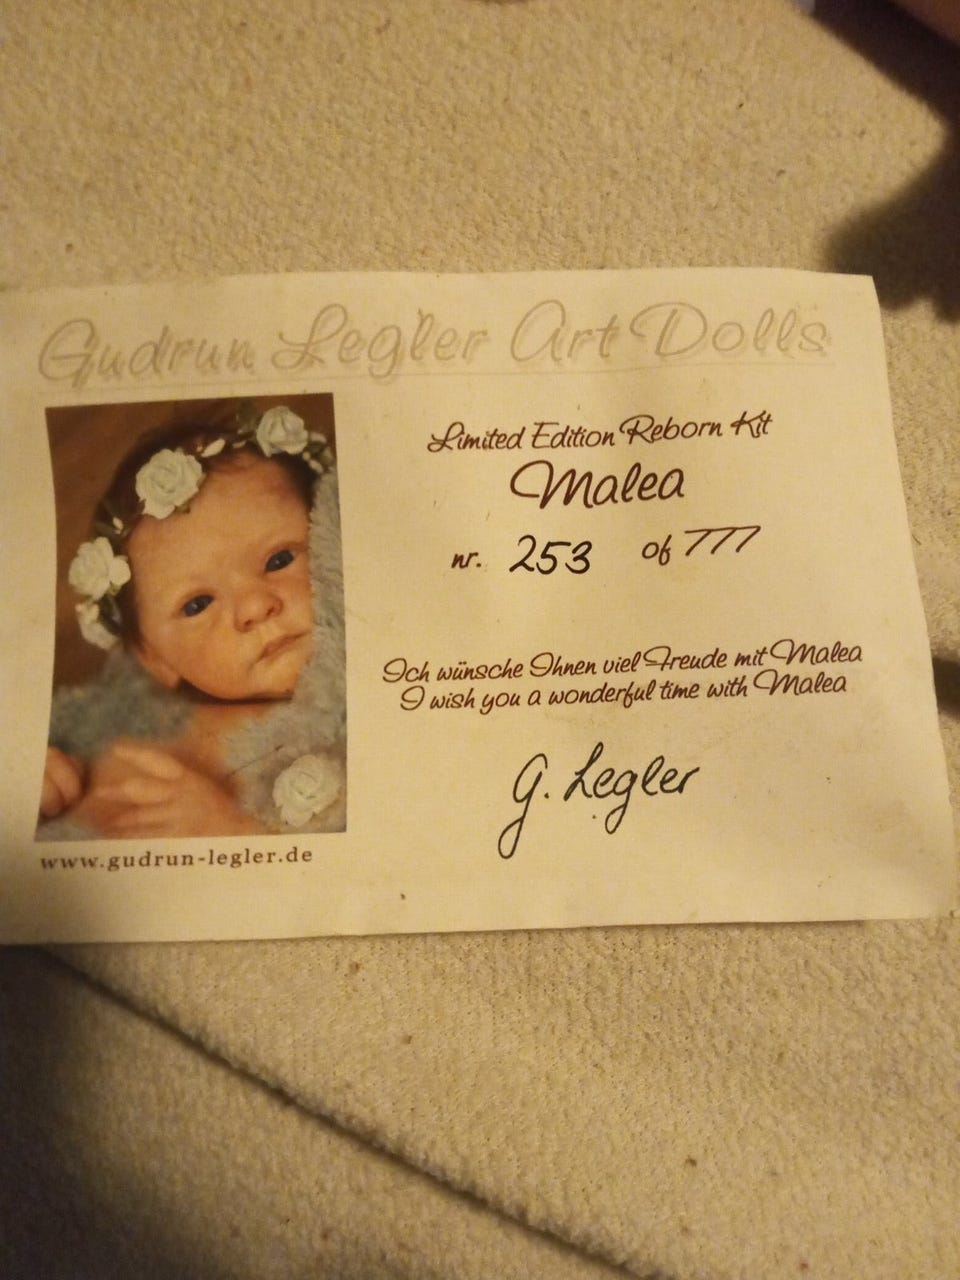 Gudrun Legler Art Dolls
Limited Edition Reborn Kit
Malea
nr. 253 of 777
Ich wünsche Ihnen viel Freude mit Malea
I wish you a wonderful time with Malea
G. Legler
www.gudrun-legler.de